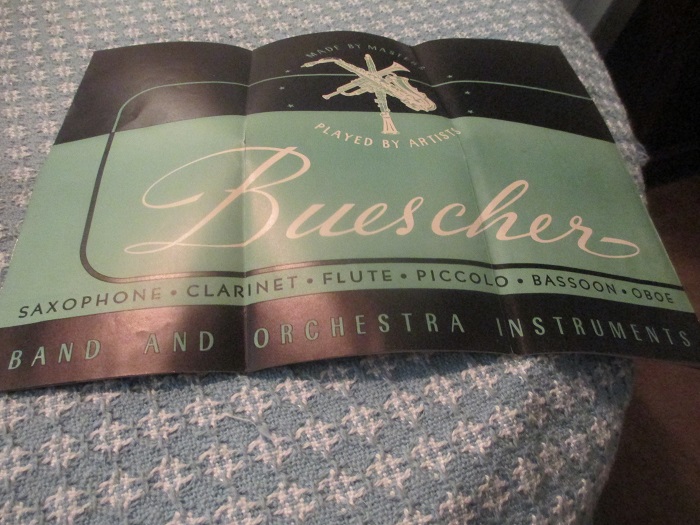 MADE BY MASTERS
PLAYED BY ARTISTS
Buescher
SAXOPHONE • CLARINET • FLUTE • PICCOLO • BASSOON • OBOE
BAND AND ORCHESTRA INSTRUMENTS